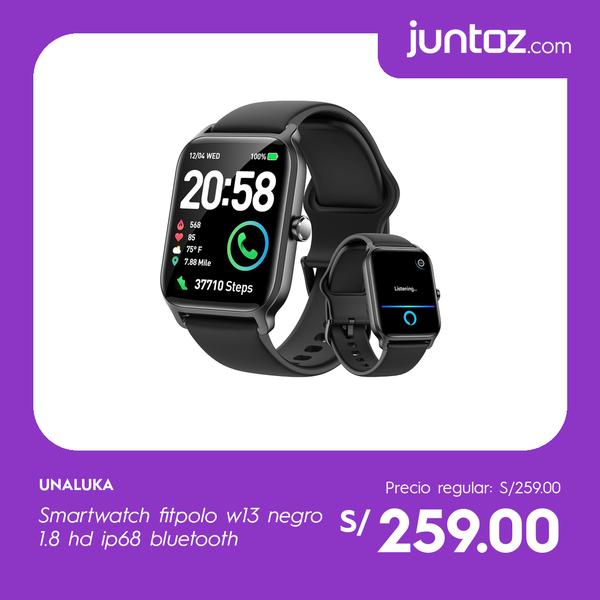 juntoz.com
12/04 WED 100%
20:58
568
85
75° F
7.88 Mile
37710 Steps
Listening...
UNALUKA
Precio regular: S/259.00
Smartwatch fitpolo w13 negro
1.8 hd ip68 bluetooth
S/ 259.00